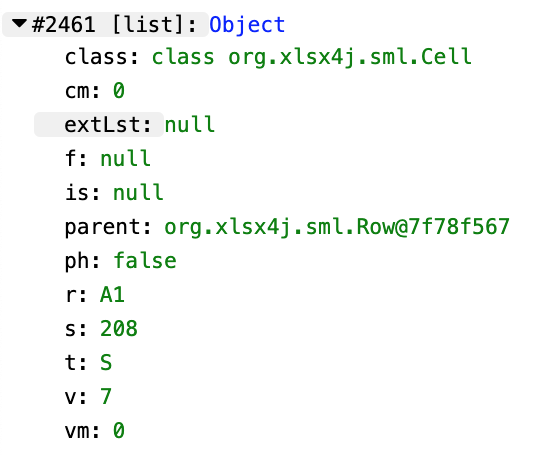 ▼#2461 [list]: Object
class: class org.xlsx4j.sml.Cell
cm: 0
extLst: null
f: null
is: null
parent: org.xlsx4j.sml.Row@7f78f567
ph: false
r: A1
s: 208
t: S
v: 7
vm: 0